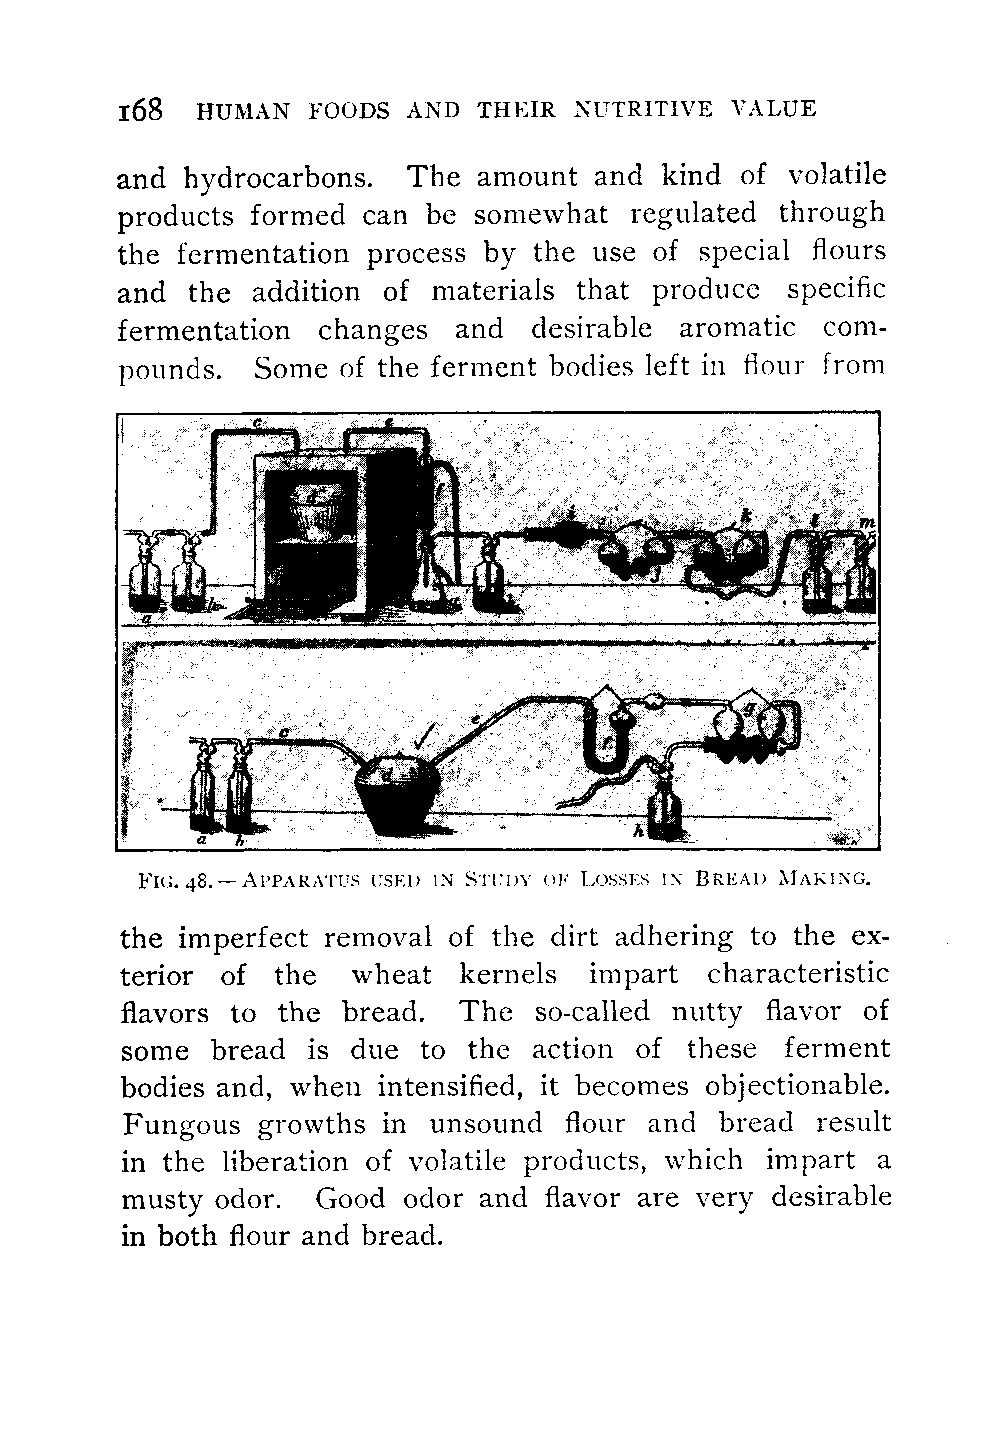 168 HUMAN FOODS AND THEIR NUTRITIVE VALUE
and hydrocarbons. The amount and kind of volatile
products formed can be somewhat regulated through
the fermentation process by the use of special flours
and the addition of materials that produce specific
fermentation changes and desirable aromatic com-
pounds. Some of the ferment bodies left in flour from
c e
f
i k l m
j
a
c e g
f
a b h
FIG. 48. — APPARATUS USED IN STUDY OF LOSSES IN BREAD MAKING.
the imperfect removal of the dirt adhering to the ex-
terior of the wheat kernels impart characteristic
flavors to the bread. The so-called nutty flavor of
some bread is due to the action of these ferment
bodies and, when intensified, it becomes objectionable.
Fungous growths in unsound flour and bread result
in the liberation of volatile products, which impart a
musty odor. Good odor and flavor are very desirable
in both flour and bread.